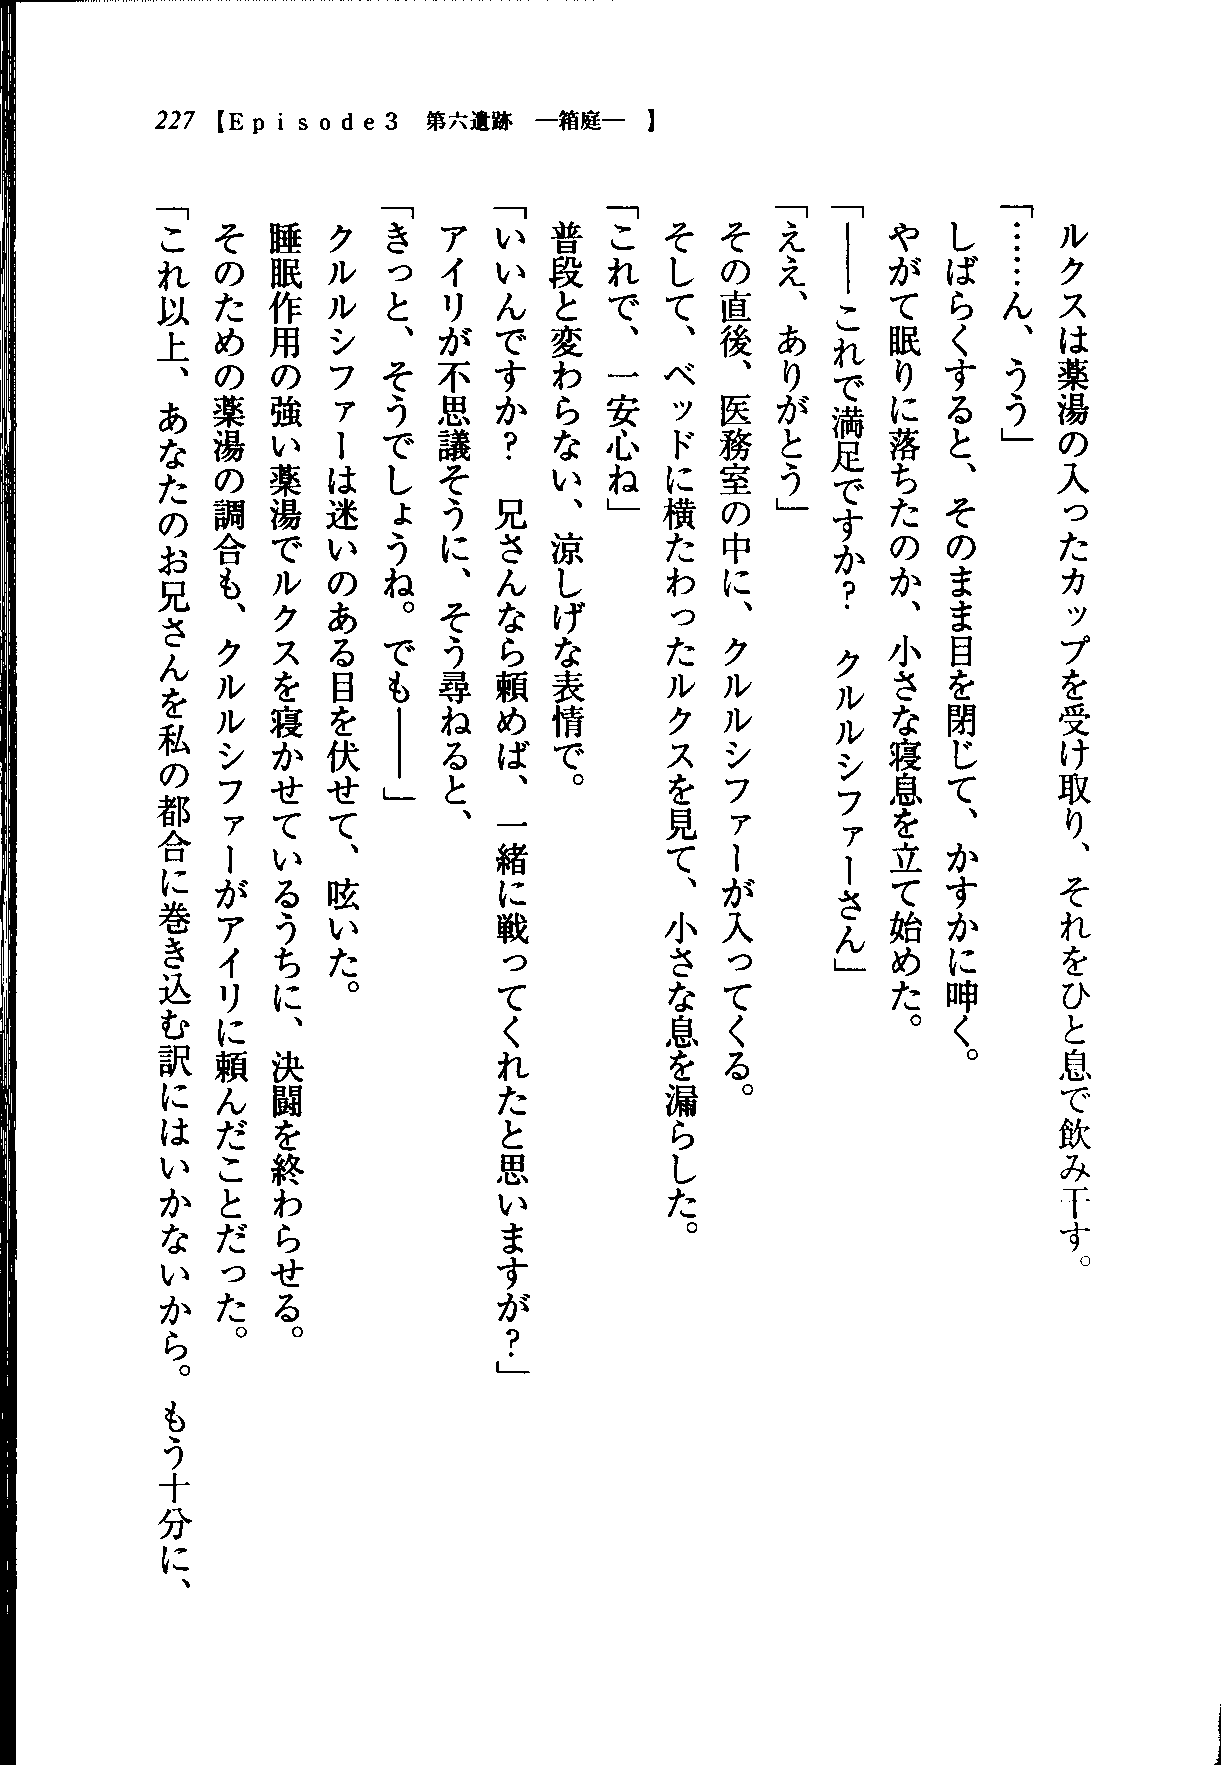 227 【Episode3　第六遺跡　―箱庭―　】
　ルクスは薬湯の入ったカップを受け取り、それをひと息で飲み干す。
「……ん、うう」
　しばらくすると、そのまま目を閉じて、かすかに呻く。
　やがて眠りに落ちたのか、小さな寝息を立て始めた。
「――これで満足ですか？　クルルシファーさん」
「ええ、ありがとう」
　その直後、医務室の中に、クルルシファーが入ってくる。
　そして、ベッドに横たわったルクスを見て、小さな息を漏らした。
「これで、一安心ね」
　普段と変わらない、涼しげな表情で。
「いいんですか？　兄さんなら頼めば、一緒に戦ってくれたと思いますが？」
　アイリが不思議そうに、そう尋ねると、
「きっと、そうでしょうね。でも――」
　クルルシファーは迷いのある目を伏せて、呟いた。
　睡眠作用の強い薬湯でルクスを寝かせているうちに、決闘を終わらせる。
　そのための薬湯の調合も、クルルシファーがアイリに頼んだことだった。
「これ以上、あなたのお兄さんを私の都合に巻き込む訳にはいかないから。もう十分に、